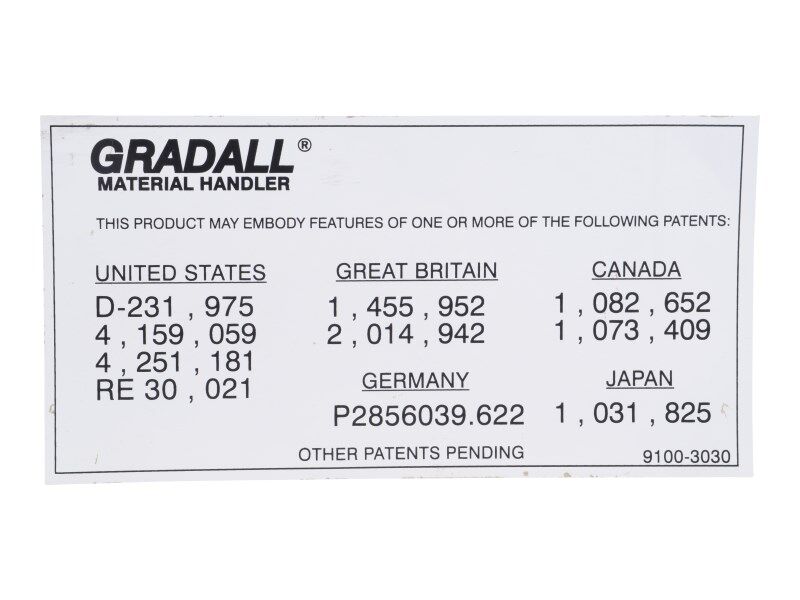 GRADALL®
MATERIAL HANDLER
THIS PRODUCT MAY EMBODY FEATURES OF ONE OR MORE OF THE FOLLOWING PATENTS:
UNITED STATES
D-231 , 975
4 , 159 , 059
4 , 251 , 181
RE 30 , 021
GREAT BRITAIN
1 , 455 , 952
2 , 014 , 942
GERMANY
P2856039.622
CANADA
1 , 082 , 652
1 , 073 , 409
JAPAN
1 , 031 , 825
OTHER PATENTS PENDING
9100-3030